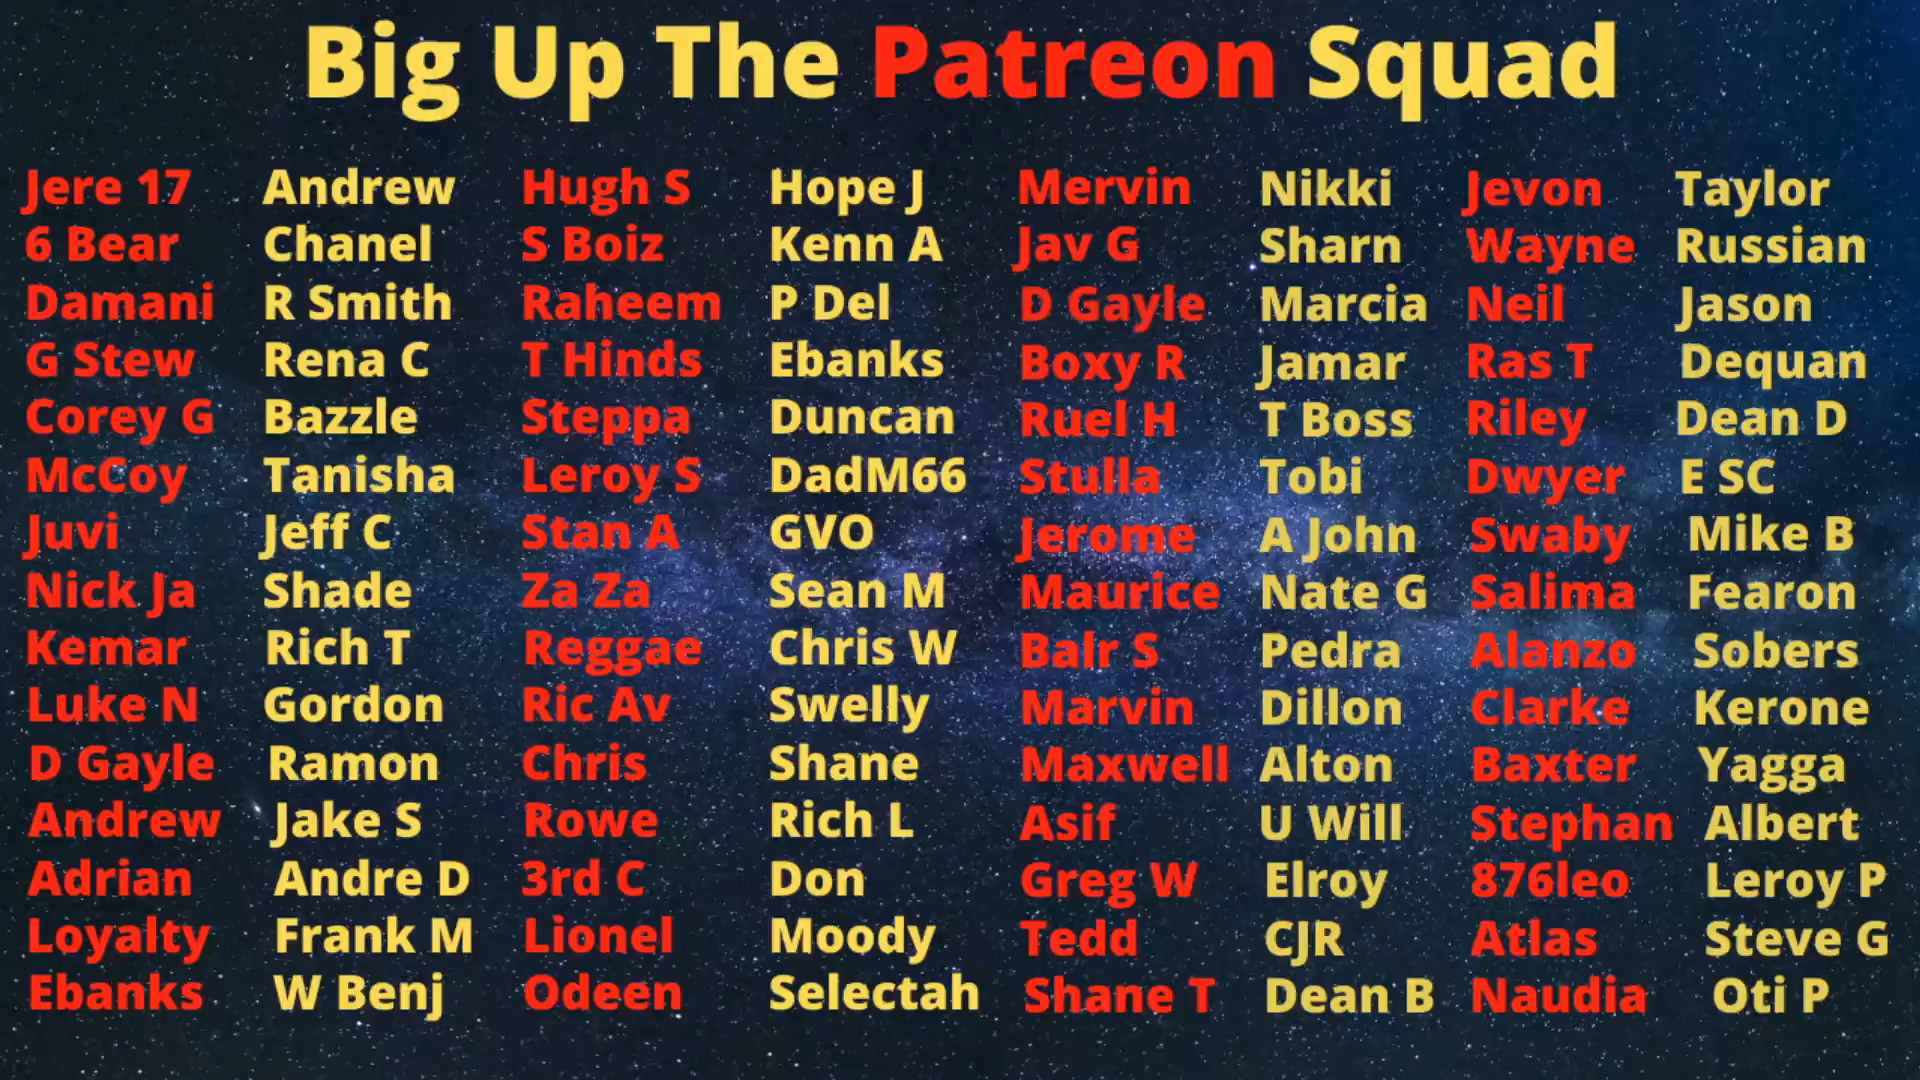 Big Up The Patreon Squad
Jere 17 Andrew Hugh S Hope J Mervin Nikki Jevon Taylor
6 Bear Chanel S Boiz Kenn A Jav G Sharn Wayne Russian
Damani R Smith Raheem P Del D Gayle Marcia Neil Jason
G Stew Rena C T Hinds Ebanks Boxy R Jamar Ras T Dequan
Corey G Bazzle Steppa Duncan Ruel H T Boss Riley Dean D
McCoy Tanisha Leroy S DadM66 Stulla Tobi Dwyer E SC
Juvi Jeff C Stan A GVO Jerome A John Swaby Mike B
Nick Ja Shade Za Za Sean M Maurice Nate G Salima Fearon
Kemar Rich T Reggae Chris W Balr S Pedra Alanzo Sobers
Luke N Gordon Ric Av Swelly Marvin Dillon Clarke Kerone
D Gayle Ramon Chris Shane Maxwell Alton Baxter Yagga
Andrew Jake S Rowe Rich L Asif U Will Stephan Albert
Adrian Andre D 3rd C Don Greg W Elroy 876leo Leroy P
Loyalty Frank M Lionel Moody Tedd CJR Atlas Steve G
Ebanks W Benj Odeen Selectah Shane T Dean B Naudia Oti P